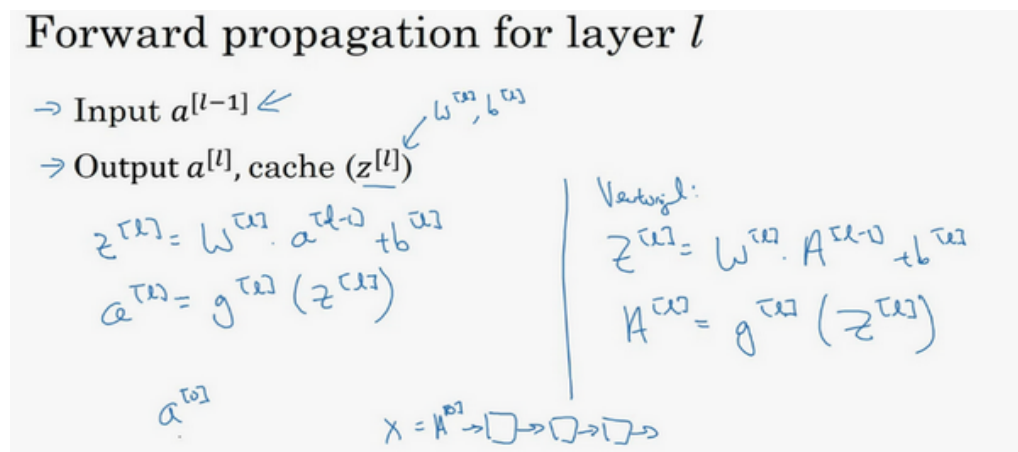 Forward propagation for layer l
→ Input a^[l-1] ←
w^[l], b^[l]
→ Output a^[l], cache (z^[l])
z^[l] = W^[l] · a^[l-1] + b^[l]
a^[l] = g^[l] (z^[l])
a^[0]
Vectorized:
Z^[l] = W^[l] · A^[l-1] + b^[l]
A^[l] = g^[l] (Z^[l])
X = A^[0] → □ → □ → □ →